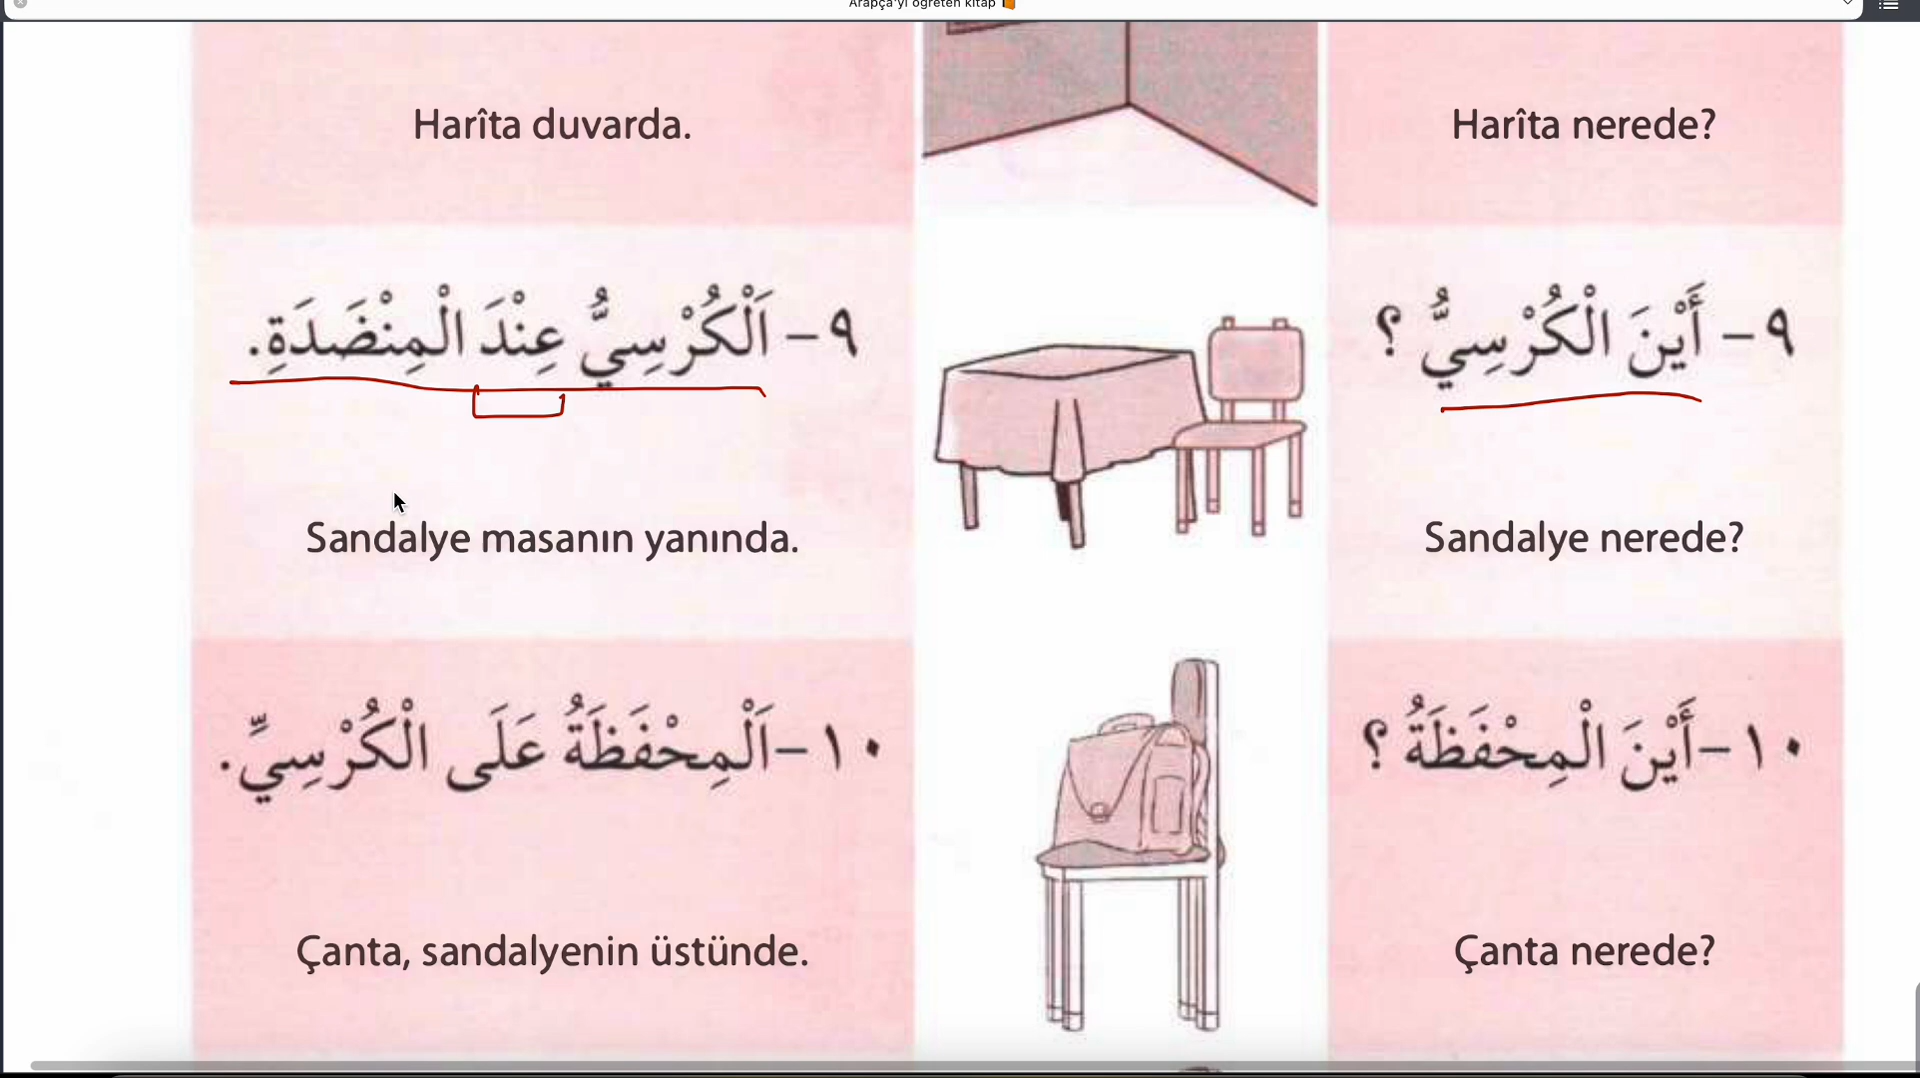 Arapça'yı öğreten kitap
Harîta nerede?
Harîta duvarda.
٩- أَيْنَ الْكُرْسِيُّ ؟
٩- اَلْكُرْسِيُّ عِنْدَ الْمِنْضَدَةِ.
Sandalye nerede?
Sandalye masanın yanında.
١٠- أَيْنَ الْمِحْفَظَةُ ؟
١٠- اَلْمِحْفَظَةُ عَلَى الْكُرْسِيِّ.
Çanta nerede?
Çanta, sandalyenin üstünde.